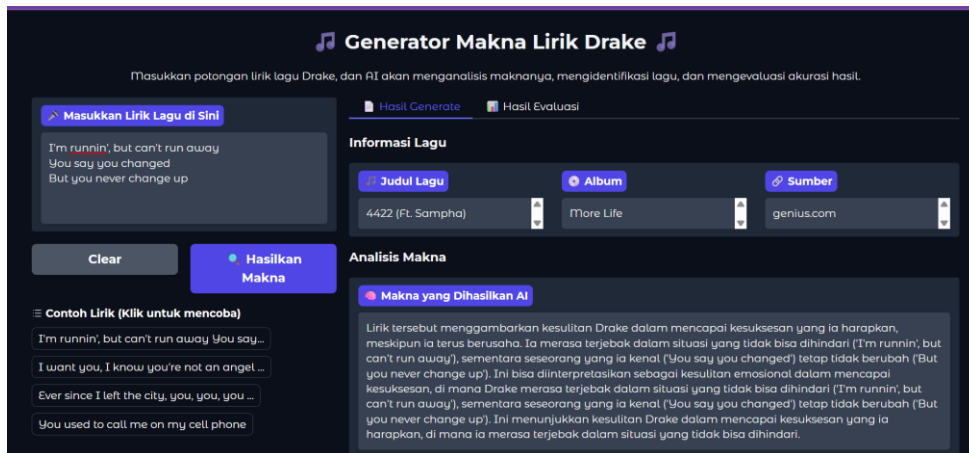 Generator Makna Lirik Drake
Masukkan potongan lirik lagu Drake, dan AI akan menganalisis maknanya, mengidentifikasi lagu, dan mengevaluasi akurasi hasil.
Masukkan Lirik Lagu di Sini
I'm runnin', but can't run away
You say you changed
But you never change up
Clear
Hasilkan
Makna
Contoh Lirik (Klik untuk mencoba)
I'm runnin', but can't run away You say...
I want you, I know you're not an angel ...
Ever since I left the city, you, you, you ...
You used to call me on my cell phone
Hasil Generate
Hasil Evaluasi
Informasi Lagu
Judul Lagu
4422 (Ft. Sampha)
Album
More Life
Sumber
genius.com
Analisis Makna
Makna yang Dihasilkan AI
Lirik tersebut menggambarkan kesulitan Drake dalam mencapai kesuksesan yang ia harapkan,
meskipun ia terus berusaha. Ia merasa terjebak dalam situasi yang tidak bisa dihindari ('I'm runnin', but
can't run away'), sementara seseorang yang ia kenal ('You say you changed') tetap tidak berubah ('But
you never change up'). Ini bisa diinterpretasikan sebagai kesulitan emosional dalam mencapai
kesuksesan, di mana Drake merasa terjebak dalam situasi yang tidak bisa dihindari ('I'm runnin', but
can't run away'), sementara seseorang yang ia kenal ('You say you changed') tetap tidak berubah ('But
you never change up'). Ini menunjukkan kesulitan Drake dalam mencapai kesuksesan yang ia
harapkan, di mana ia merasa terjebak dalam situasi yang tidak bisa dihindari.